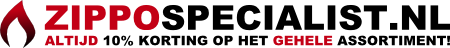 ZIPPOSPECIALIST.NL
ALTIJD 10% KORTING OP HET GEHELE ASSORTIMENT!